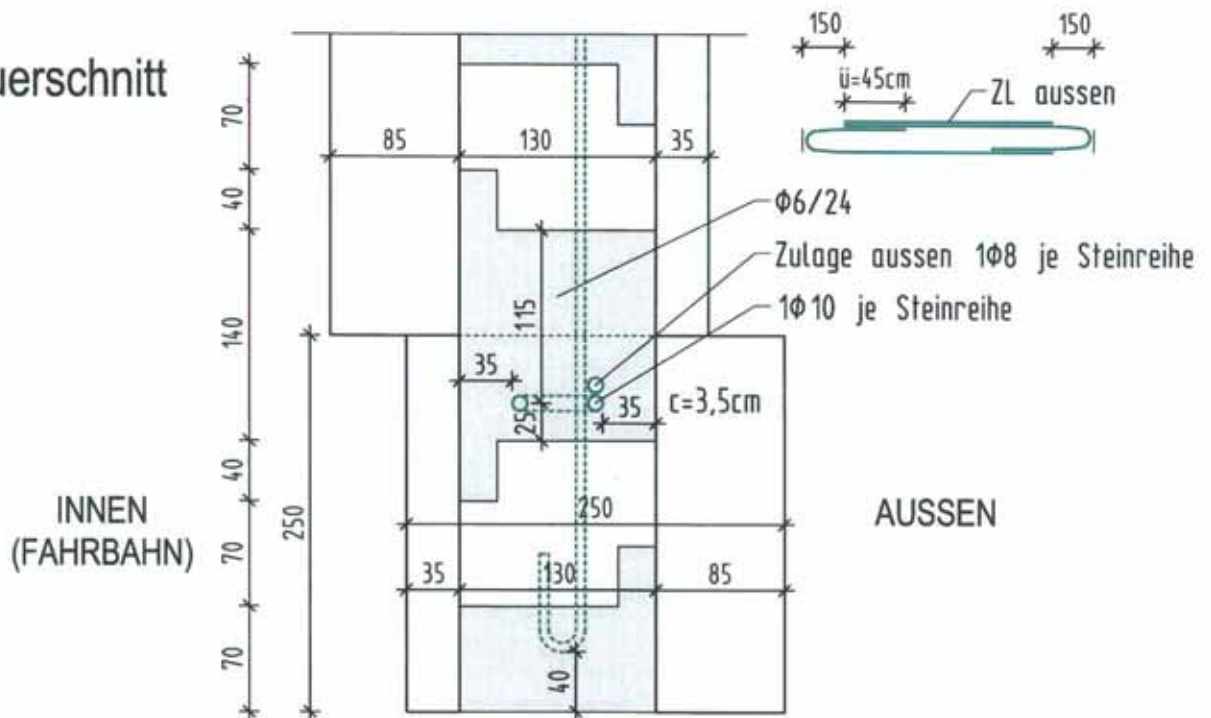 uerschnitt
150 150
ü=45cm
ZL aussen
70
85 130 35
40
Φ6/24
Zulage aussen 1Φ8 je Steinreihe
1Φ10 je Steinreihe
115
140
35
25
35
c=3,5cm
40
250
250
INNEN
(FAHRBAHN)
AUSSEN
70
35 130 85
70
40